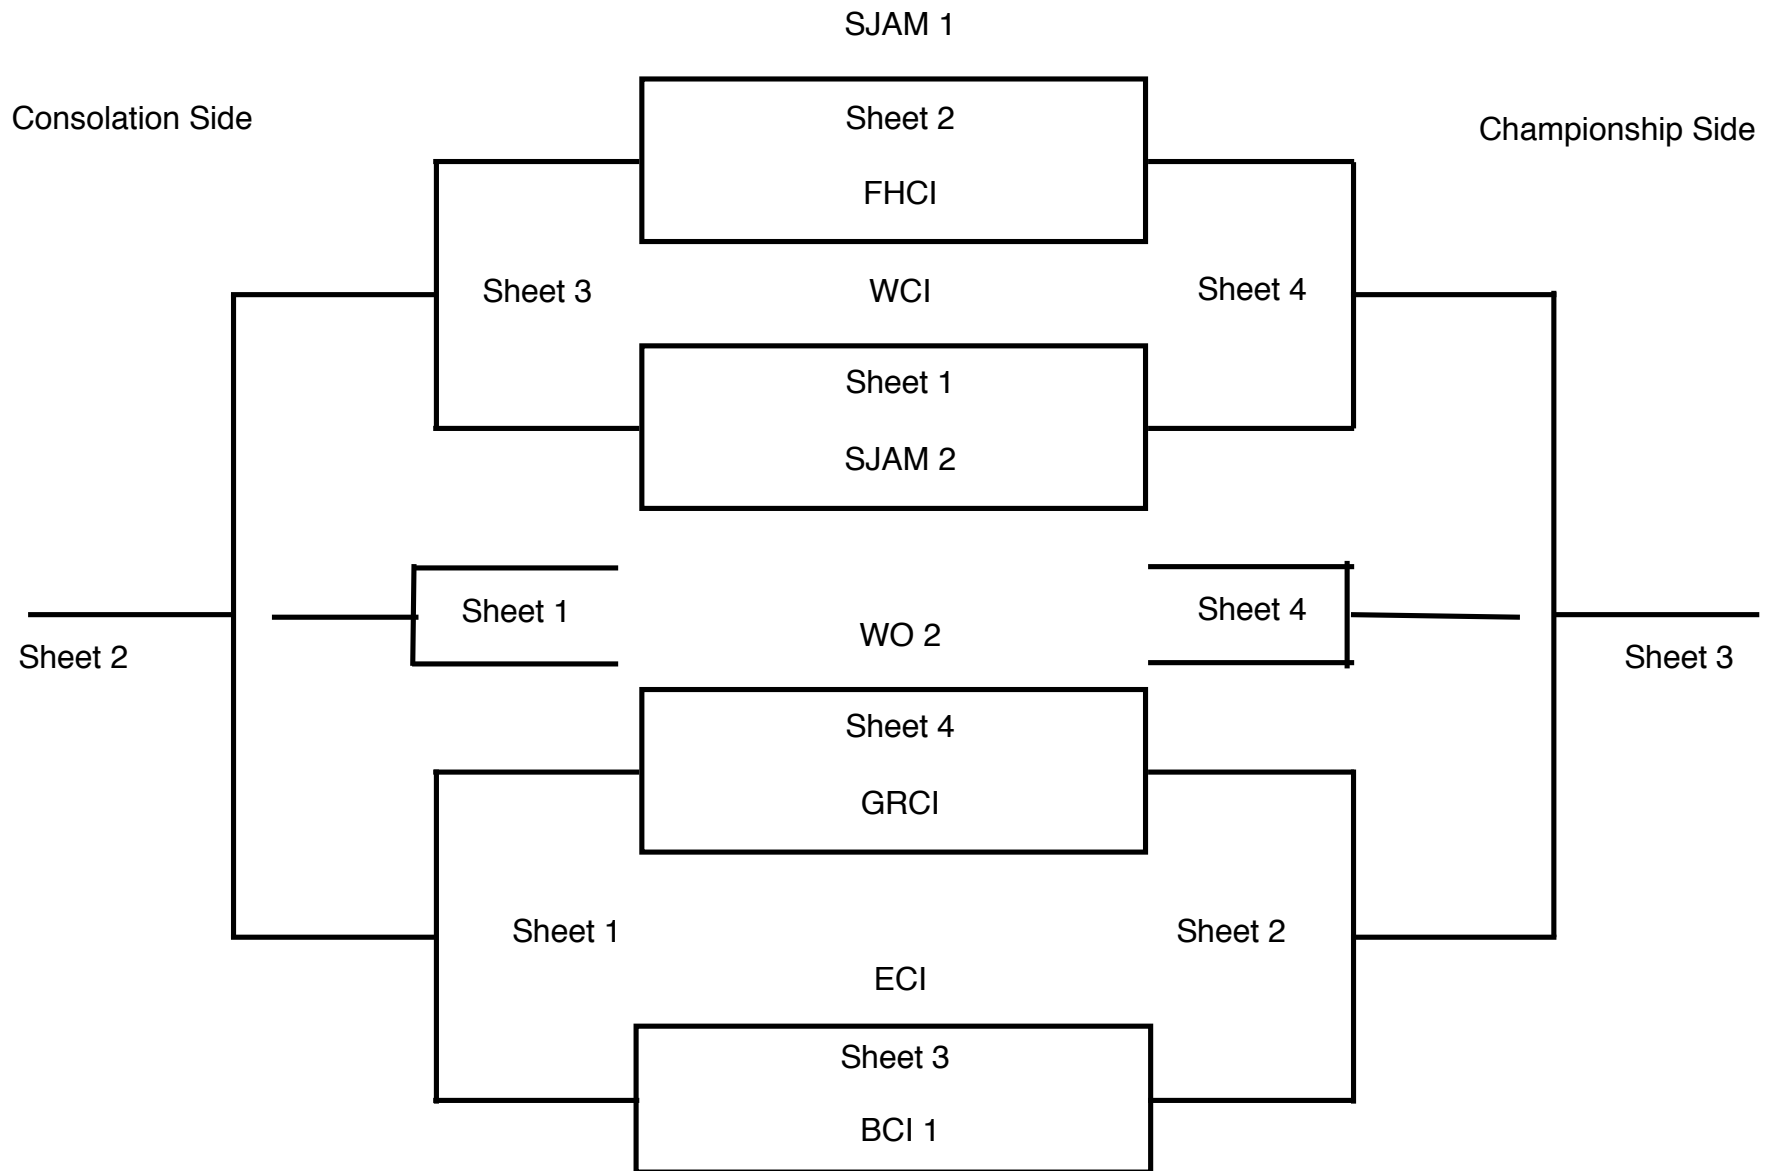 SJAM 1
Consolation Side
Sheet 2
Championship Side
FHCI
Sheet 3
WCI
Sheet 4
Sheet 1
SJAM 2
Sheet 1
WO 2
Sheet 4
Sheet 2
Sheet 3
Sheet 4
GRCI
Sheet 1
Sheet 2
ECI
Sheet 3
BCI 1